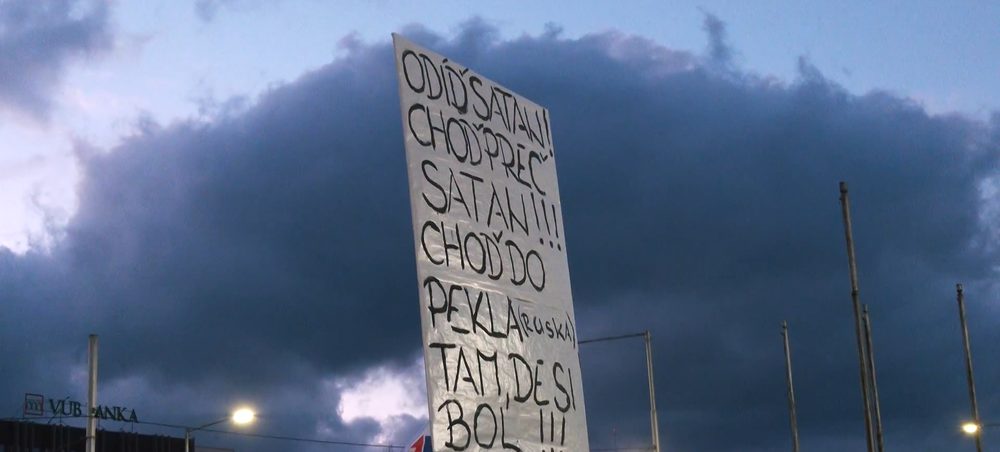 ODÍĎ SATAN!
CHOĎ PREČ
SATAN!!!
CHOĎ DO
PEKLA (RUSKA)
TAM, DE SI
BOL !!!
VÚB BANKA